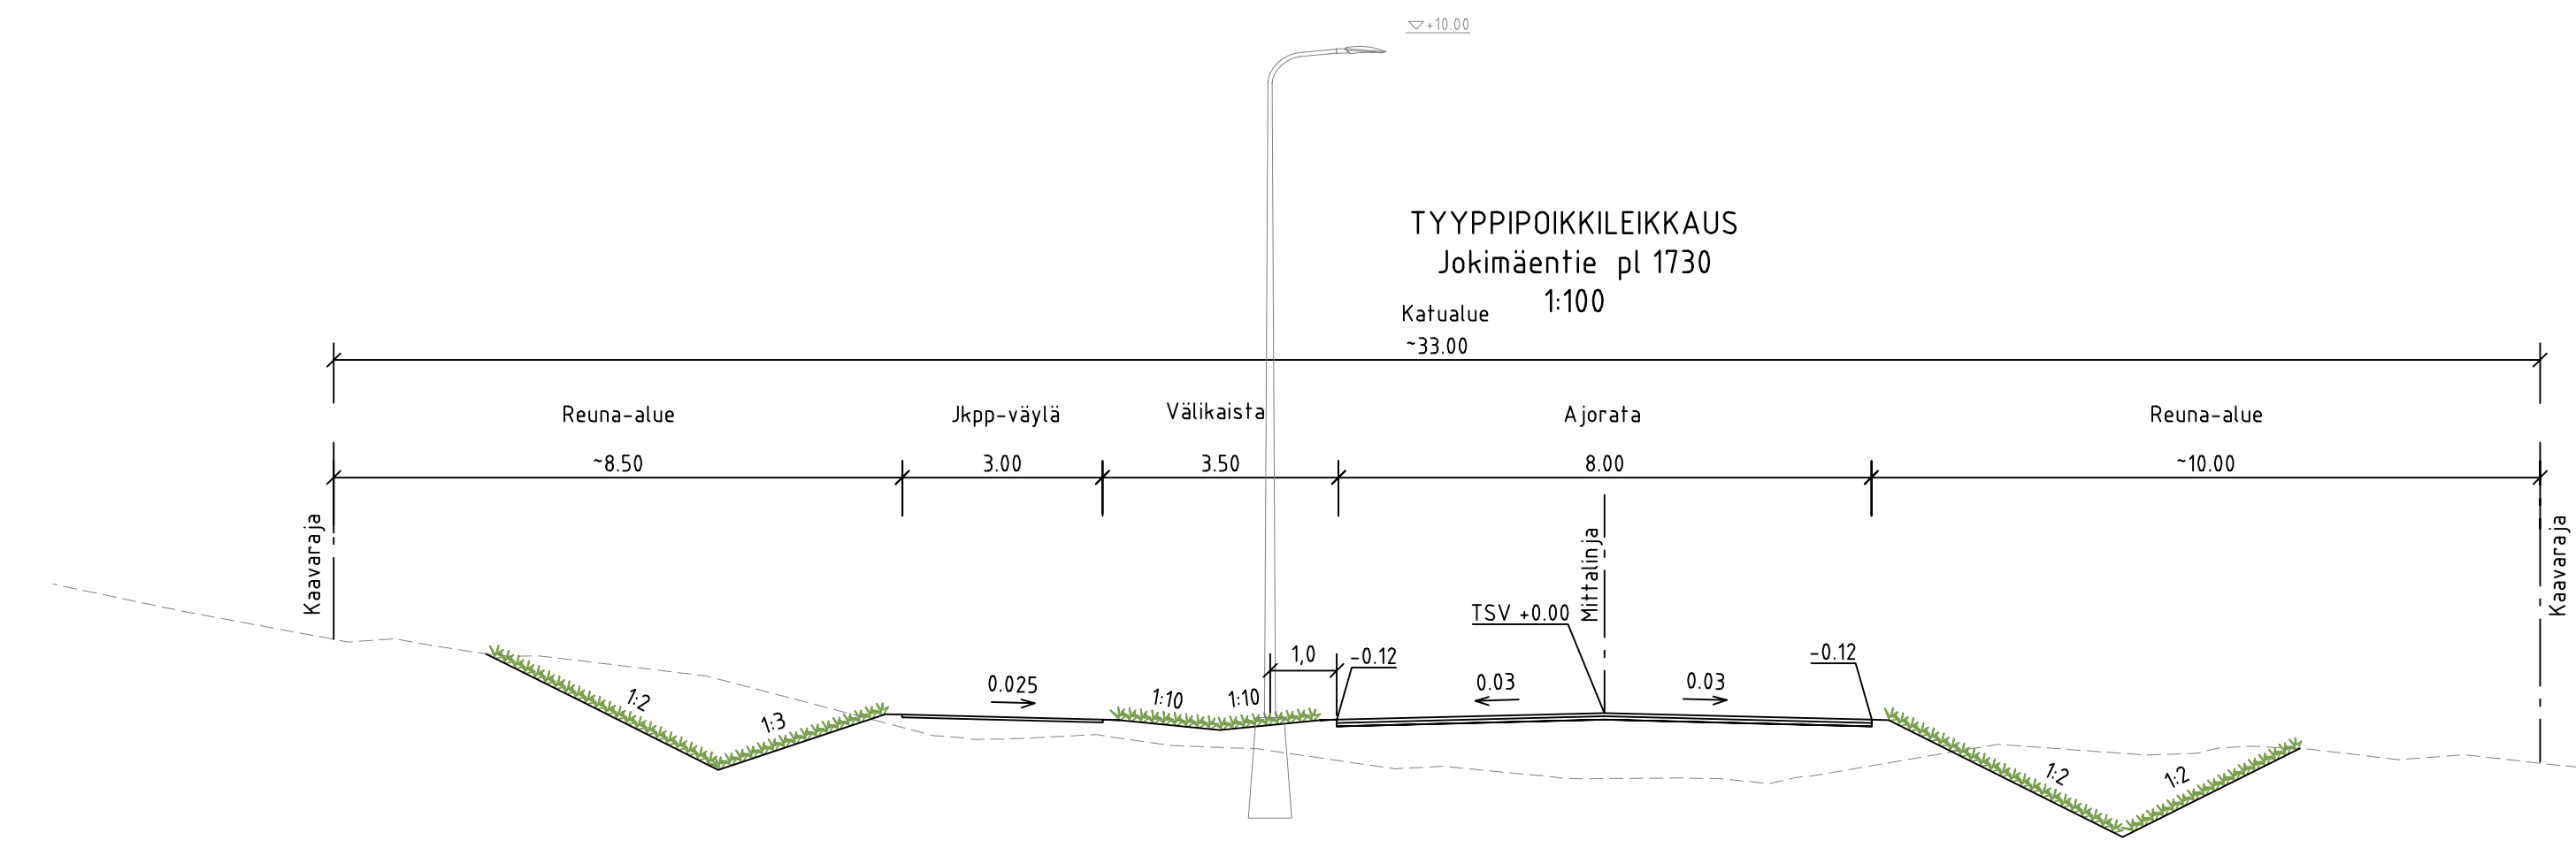 +10.00
TYYPPIPOIKKILEIKKAUS
Jokimäentie pl 1730
1:100
Katualue
~33.00
Reuna-alue
Jkpp-väylä
Välikaista
Ajorata
Reuna-alue
~8.50
3.00
3.50
8.00
~10.00
Kaavaraja
Mittalinja
Kaavaraja
TSV +0.00
1,0
-0.12
-0.12
0.025
0.03
0.03
1:2
1:3
1:10
1:10
1:2
1:2